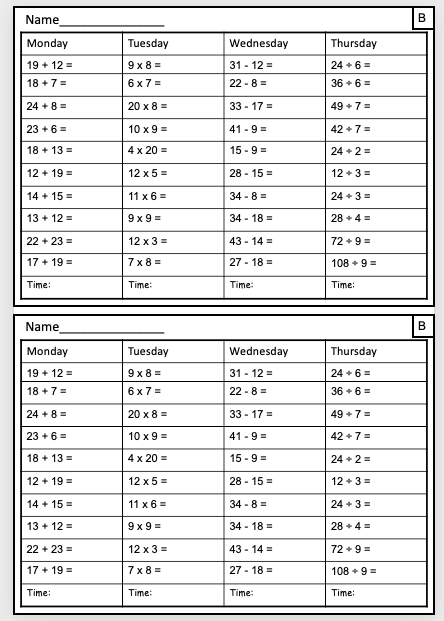 Name________________ B
Monday Tuesday Wednesday Thursday
19 + 12 = 9 x 8 = 31 - 12 = 24 ÷ 6 =
18 + 7 = 6 x 7 = 22 - 8 = 36 ÷ 6 =
24 + 8 = 20 x 8 = 33 - 17 = 49 ÷ 7 =
23 + 6 = 10 x 9 = 41 - 9 = 42 ÷ 7 =
18 + 13 = 4 x 20 = 15 - 9 = 24 ÷ 2 =
12 + 19 = 12 x 5 = 28 - 15 = 12 ÷ 3 =
14 + 15 = 11 x 6 = 34 - 8 = 24 ÷ 3 =
13 + 12 = 9 x 9 = 34 - 18 = 28 ÷ 4 =
22 + 23 = 12 x 3 = 43 - 14 = 72 ÷ 9 =
17 + 19 = 7 x 8 = 27 - 18 = 108 ÷ 9 =
Time: Time: Time: Time:
Name________________ B
Monday Tuesday Wednesday Thursday
19 + 12 = 9 x 8 = 31 - 12 = 24 ÷ 6 =
18 + 7 = 6 x 7 = 22 - 8 = 36 ÷ 6 =
24 + 8 = 20 x 8 = 33 - 17 = 49 ÷ 7 =
23 + 6 = 10 x 9 = 41 - 9 = 42 ÷ 7 =
18 + 13 = 4 x 20 = 15 - 9 = 24 ÷ 2 =
12 + 19 = 12 x 5 = 28 - 15 = 12 ÷ 3 =
14 + 15 = 11 x 6 = 34 - 8 = 24 ÷ 3 =
13 + 12 = 9 x 9 = 34 - 18 = 28 ÷ 4 =
22 + 23 = 12 x 3 = 43 - 14 = 72 ÷ 9 =
17 + 19 = 7 x 8 = 27 - 18 = 108 ÷ 9 =
Time: Time: Time: Time: